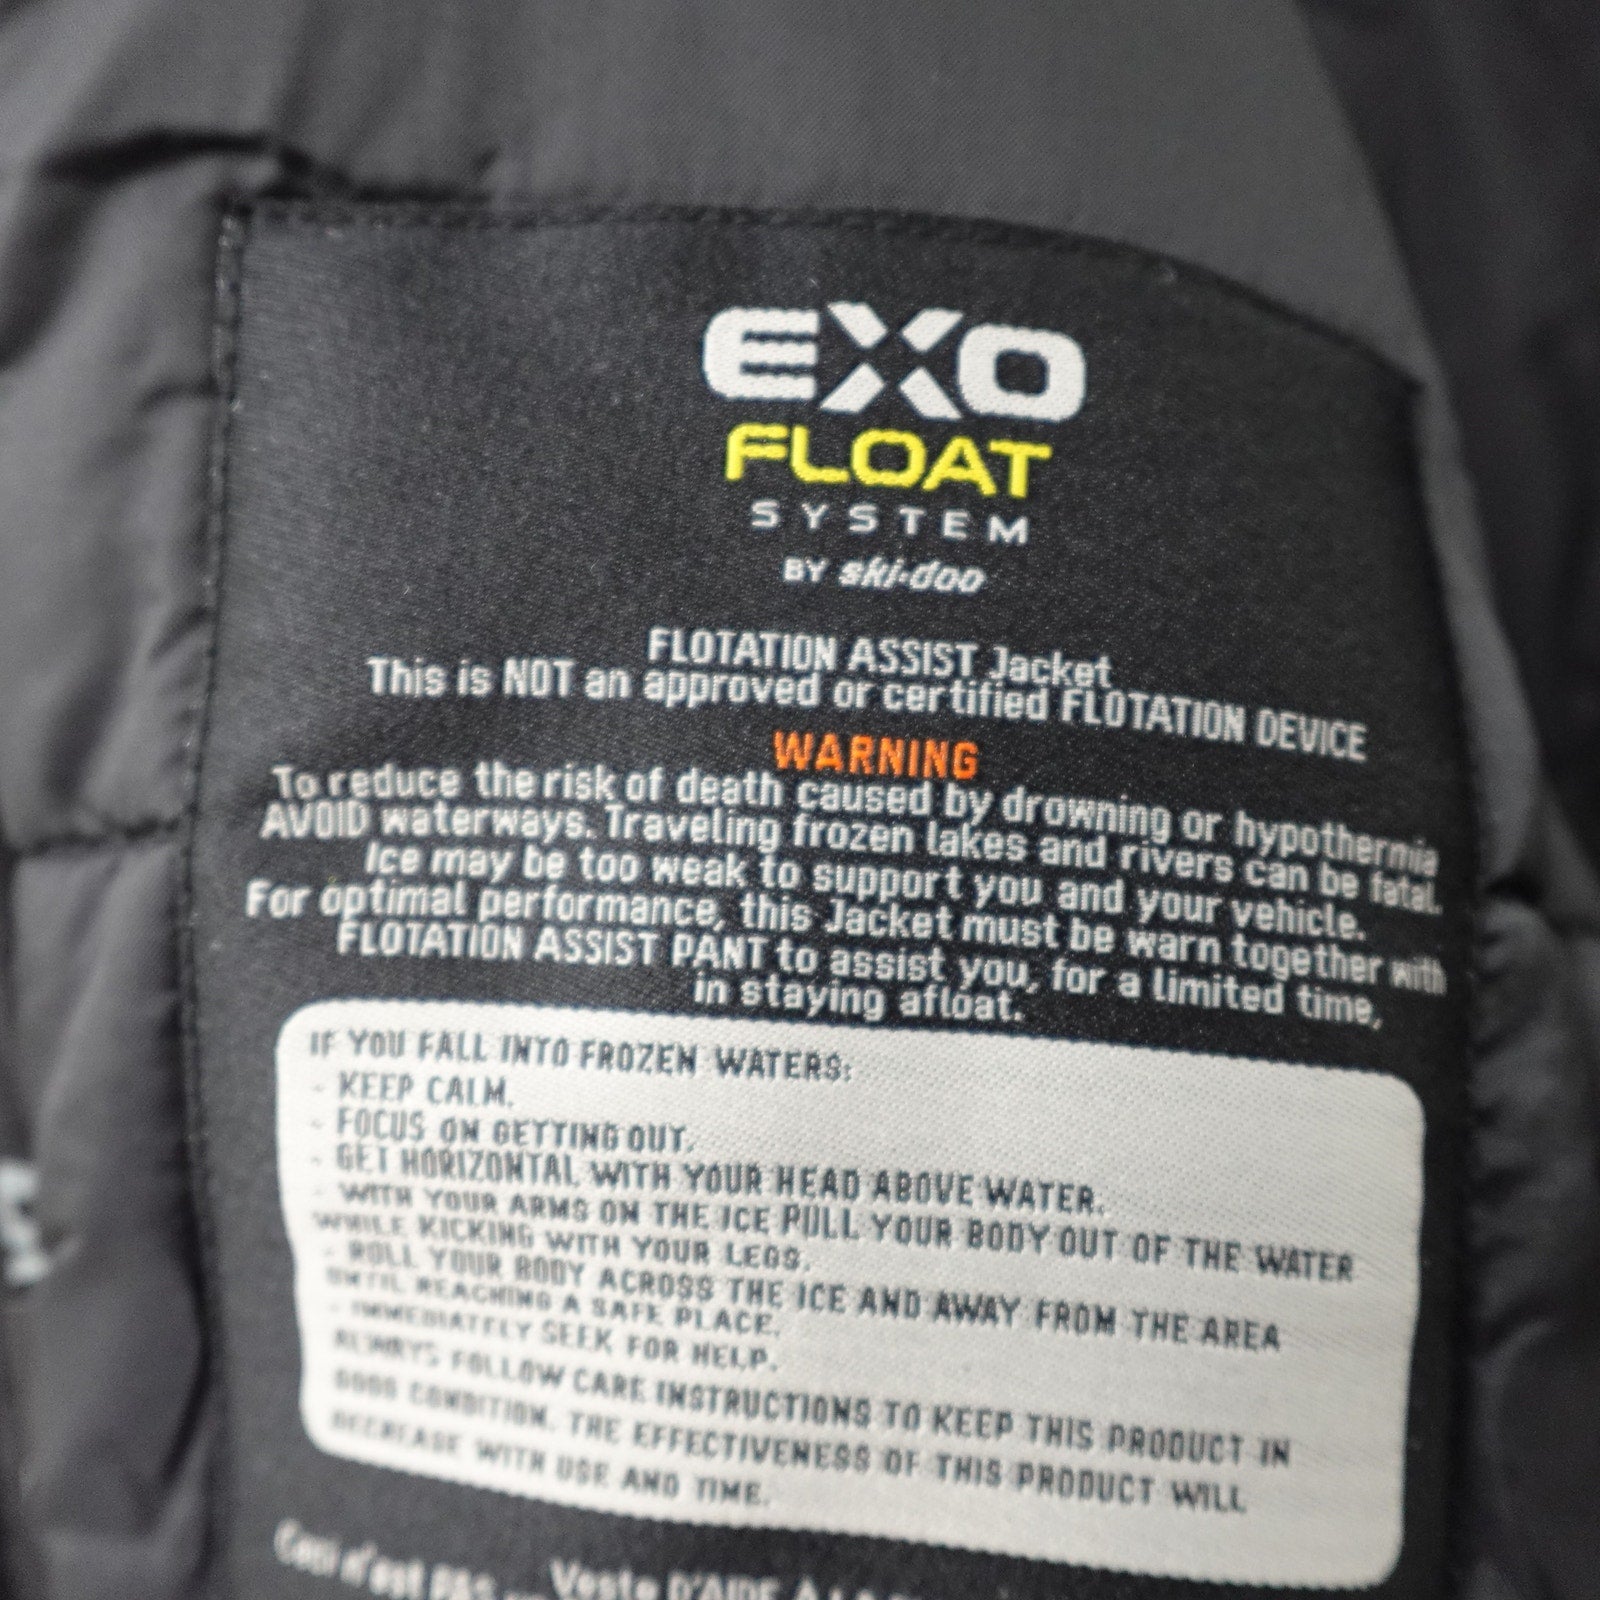 EXO
FLOAT
SYSTEM
BY ski-doo
FLOTATION ASSIST Jacket
This is NOT an approved or certified FLOTATION DEVICE
WARNING
To reduce the risk of death caused by drowning or hypothermia
AVOID waterways. Traveling frozen lakes and rivers can be fatal.
Ice may be too weak to support you and your vehicle.
For optimal performance, this Jacket must be warn together with
FLOTATION ASSIST PANT to assist you, for a limited time,
in staying afloat.
IF YOU FALL INTO FROZEN WATERS:
- KEEP CALM.
- FOCUS ON GETTING OUT.
- GET HORIZONTAL WITH YOUR HEAD ABOVE WATER.
- WITH YOUR ARMS ON THE ICE PULL YOUR BODY OUT OF THE WATER
WHILE KICKING WITH YOUR LEGS.
- ROLL YOUR BODY ACROSS THE ICE AND AWAY FROM THE AREA
UNTIL REACHING A SAFE PLACE.
- IMMEDIATELY SEEK FOR HELP.
ALWAYS FOLLOW CARE INSTRUCTIONS TO KEEP THIS PRODUCT IN
GOOD CONDITION. THE EFFECTIVENESS OF THIS PRODUCT WILL
DECREASE WITH USE AND TIME.
Veste D'AIDE À LA
Ceci n'est pas